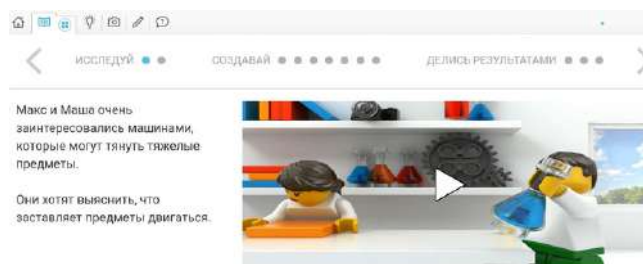 ИССЛЕДУЙ
СОЗДАВАЙ
ДЕЛИСЬ РЕЗУЛЬТАТАМИ
Макс и Маша очень
заинтересовались машинами,
которые могут тянуть тяжелые
предметы.
Они хотят выяснить, что
заставляет предметы двигаться.